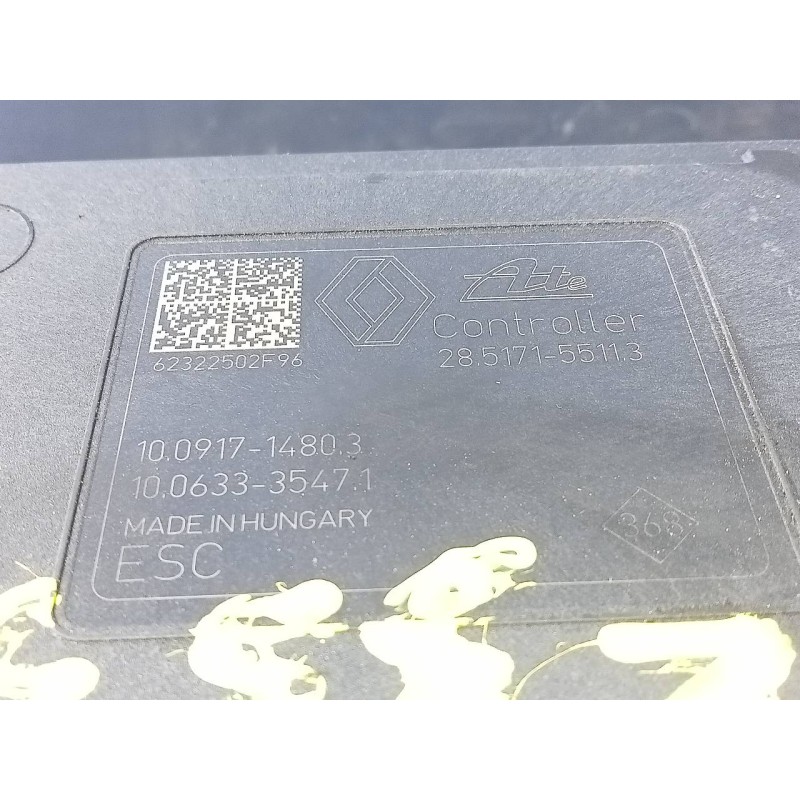 Ate
Controller
62322502F96
28.5171-5511.3
10.0917-1480.3
10.0633-3547.1
MADE IN HUNGARY
ESC
368